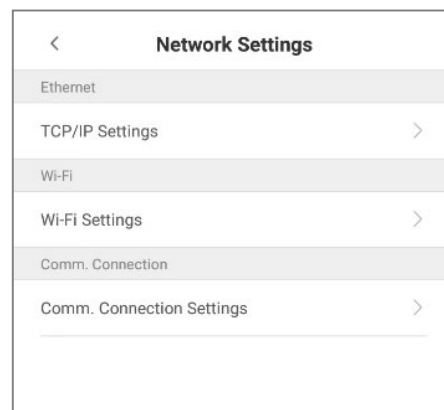 Network Settings
Ethernet
TCP/IP Settings
Wi-Fi
Wi-Fi Settings
Comm. Connection
Comm. Connection Settings